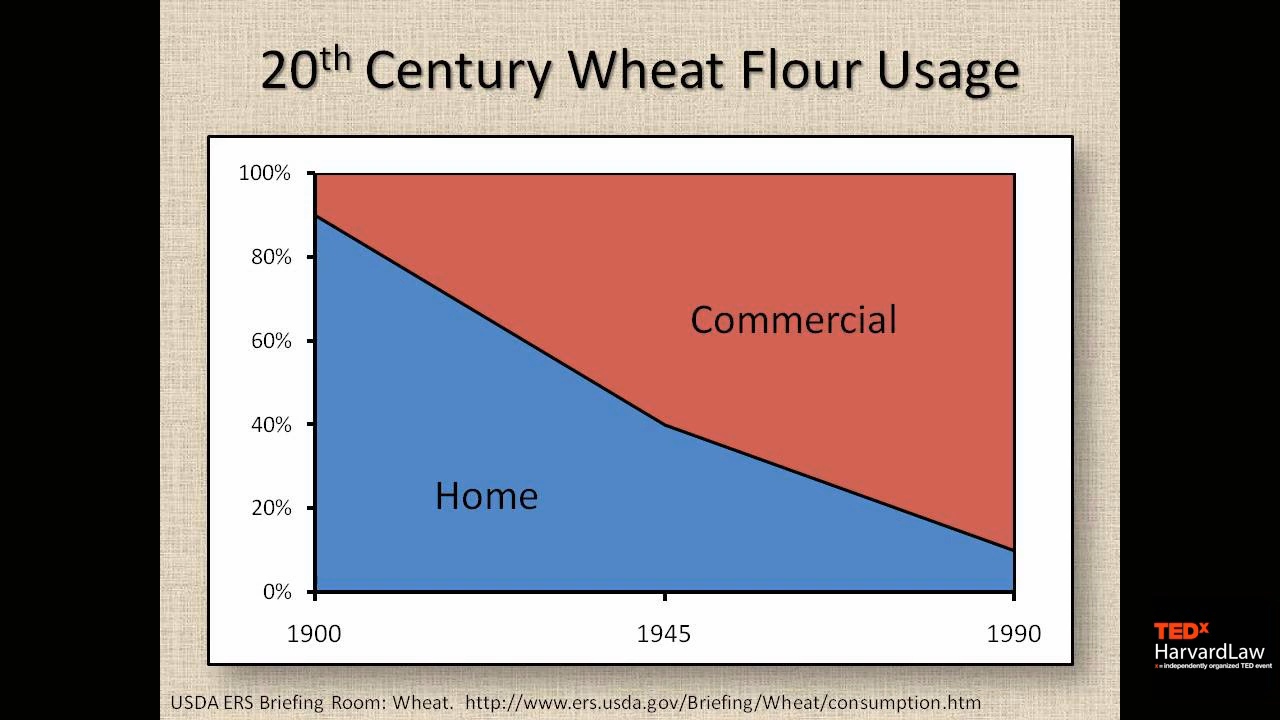 20th Century Wheat Flour Usage
100%
80%
60%
40%
20%
0%
Commercial
Home
1900 1945 1990
USDA ERS Briefing Room: Wheat. http://www.ers.usda.gov/Briefing/Wheat/consumption.htm
TEDx
HarvardLaw
x = independently organized TED event